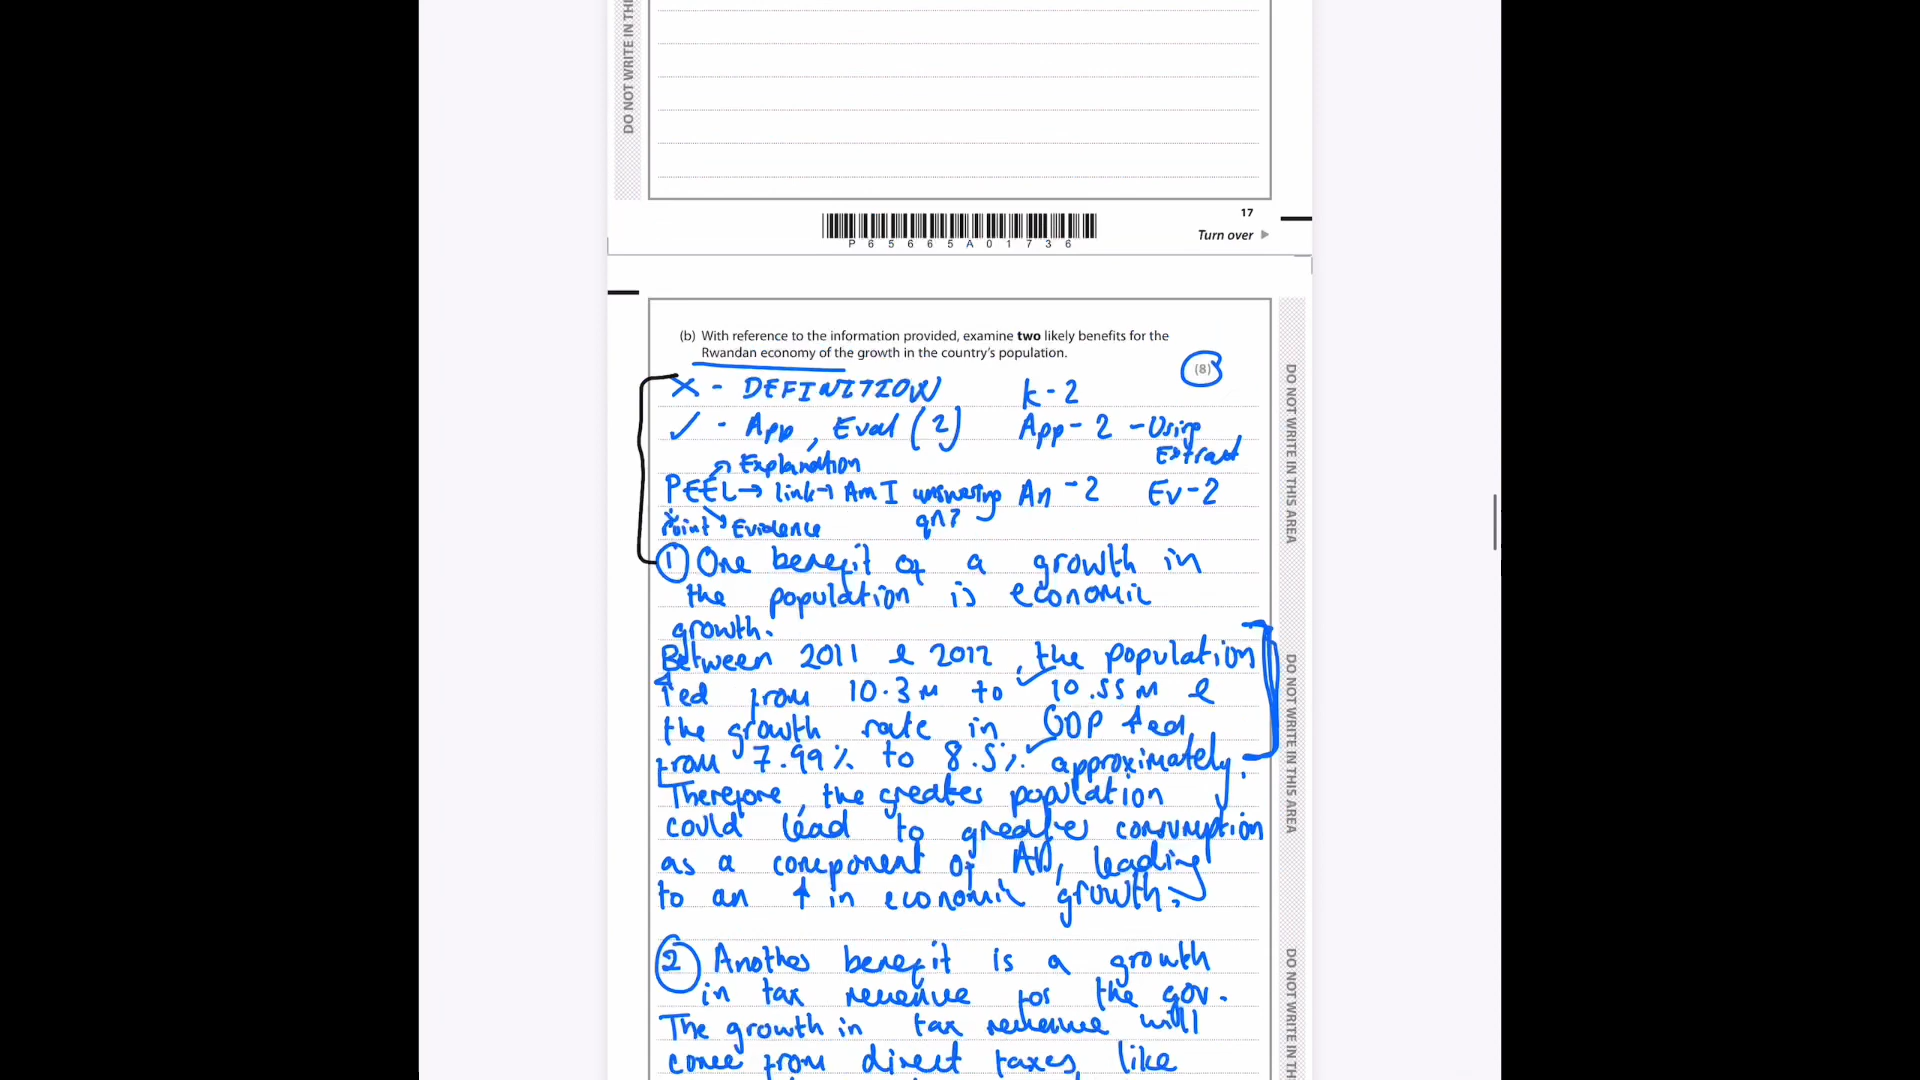 DO NOT WRITE IN THI
17
P 6 5 6 6 5 A 0 1 7 3 6
Turn over
(b) With reference to the information provided, examine two likely benefits for the
Rwandan economy of the growth in the country's population.
(8)
X - DEFINITION K-2
✓ - App, Eval (2) App-2 - Using
Explanation Extract
PEEL → link → Am I answering An-2 Ev-2
Point Evidence qn?
① One benefit of a growth in
the population is economic
growth.
Between 2011 & 2012, the population
↑ed from 10.3m to 10.55m &
the growth rate in GDP ↑ed
from 7.99% to 8.5% approximately.
Therefore, the greater population
could lead to greater consumption
as a component of AD, leading
to an ↑ in economic growth.
② Another benefit is a growth
in tax revenue for the gov.
The growth in tax revenue will
come from direct taxes, like
DO NOT WRITE IN THIS AREA
DO NOT WRITE IN THIS AREA
DO NOT WRITE IN TH